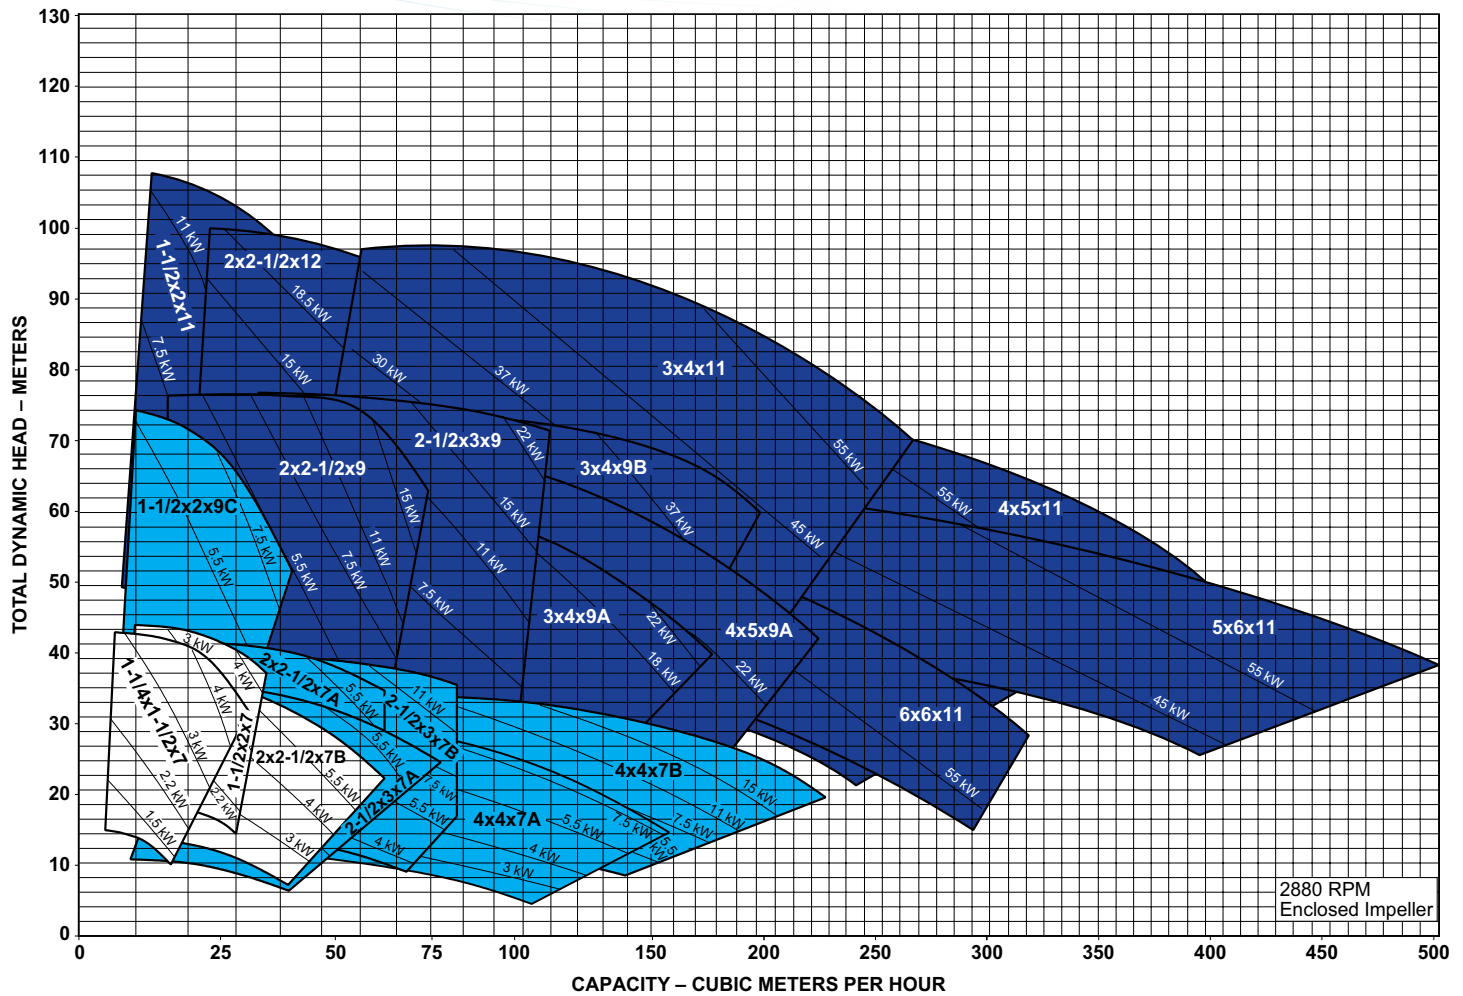 130
120
110
100
90
80
70
60
50
40
30
20
10
0
TOTAL DYNAMIC HEAD – METERS
11 kW
1-1/2x2x11
7.5 kW
2x2-1/2x12
18.5 kW
15 kW
30 kW
37 kW
3x4x11
55 kW
45 kW
2-1/2x3x9
22 kW
15 kW
11 kW
7.5 kW
2x2-1/2x9
15 kW
11 kW
7.5 kW
5.5 kW
1-1/2x2x9C
7.5 kW
5.5 kW
3x4x9B
37 kW
3x4x9A
22 kW
18. kW
4x5x9A
22 kW
4x5x11
55 kW
5x6x11
55 kW
45 kW
6x6x11
55 kW
3 kW
4 kW
4 kW
1-1/4x1-1/2x7
3 kW
2.2 kW
1.5 kW
1-1/2x2x7
2.2 kW
2x2-1/2x7A
5.5 kW
2-1/2x3x7B
11 kW
2x2-1/2x7B
5.5 kW
4 kW
3 kW
2-1/2x3x7A
5.5 kW
7.5 kW
5.5 kW
4 kW
4x4x7B
15 kW
11 kW
7.5 kW
5.5 kW
4x4x7A
7.5 kW
5.5 kW
4 kW
3 kW
2880 RPM
Enclosed Impeller
0 25 50 75 100 150 200 250 300 350 400 450 500
CAPACITY – CUBIC METERS PER HOUR